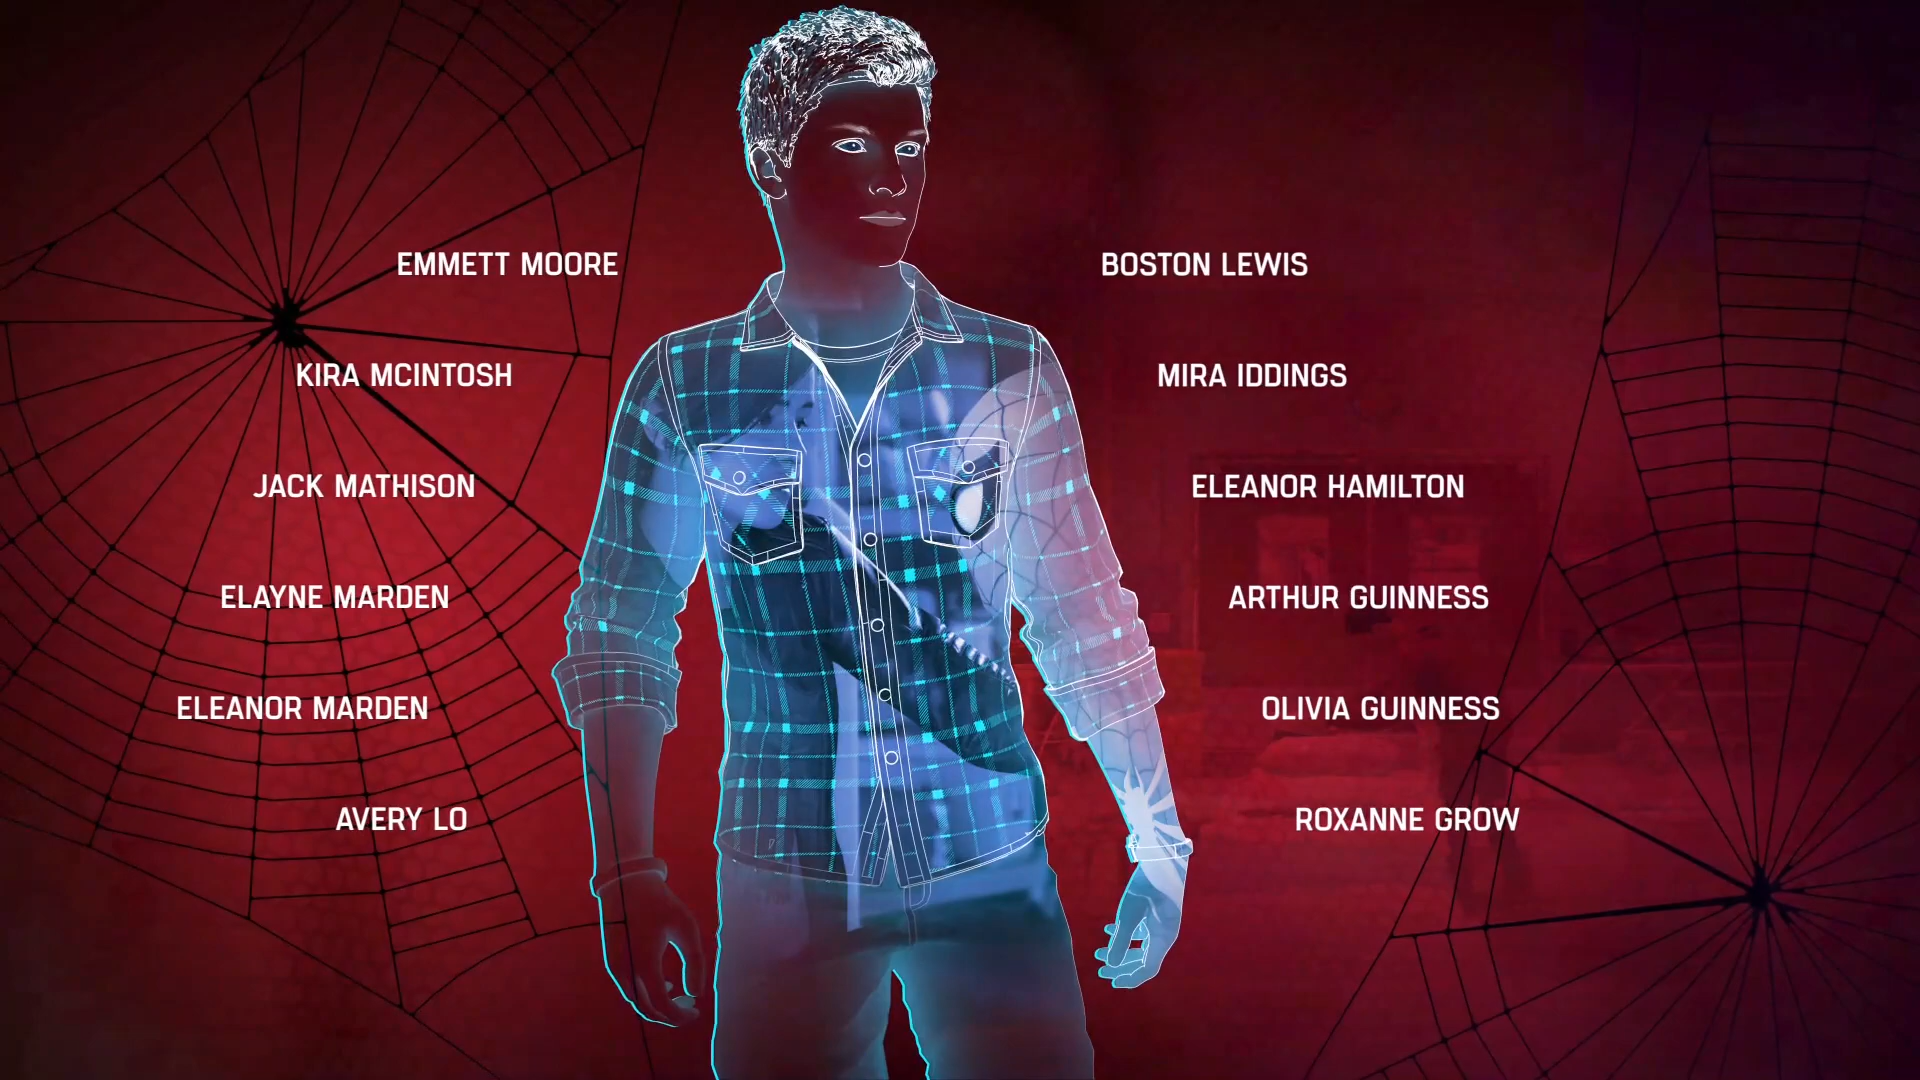 EMMETT MOORE
KIRA MCINTOSH
JACK MATHISON
ELAYNE MARDEN
ELEANOR MARDEN
AVERY LO
BOSTON LEWIS
MIRA IDDINGS
ELEANOR HAMILTON
ARTHUR GUINNESS
OLIVIA GUINNESS
ROXANNE GROW